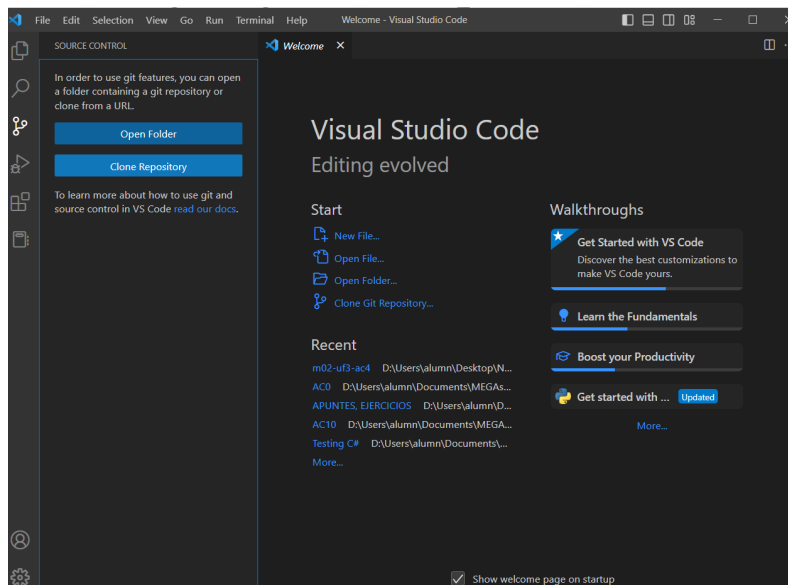 File Edit Selection View Go Run Terminal Help Welcome - Visual Studio Code
SOURCE CONTROL
Welcome
In order to use git features, you can open
a folder containing a git repository or
clone from a URL.
Open Folder
Clone Repository
To learn more about how to use git and
source control in VS Code read our docs.
Visual Studio Code
Editing evolved
Start
New File...
Open File...
Open Folder...
Clone Git Repository...
Recent
m02-uf3-ac4 D:\Users\alumn\Desktop\N...
AC0 D:\Users\alumn\Documents\MEGAs...
APUNTES, EJERCICIOS D:\Users\alumn\D...
AC10 D:\Users\alumn\Documents\MEGA...
Testing C# D:\Users\alumn\Documents\...
More...
Walkthroughs
Get Started with VS Code
Discover the best customizations to
make VS Code yours.
Learn the Fundamentals
Boost your Productivity
Get started with ... Updated
More...
Show welcome page on startup